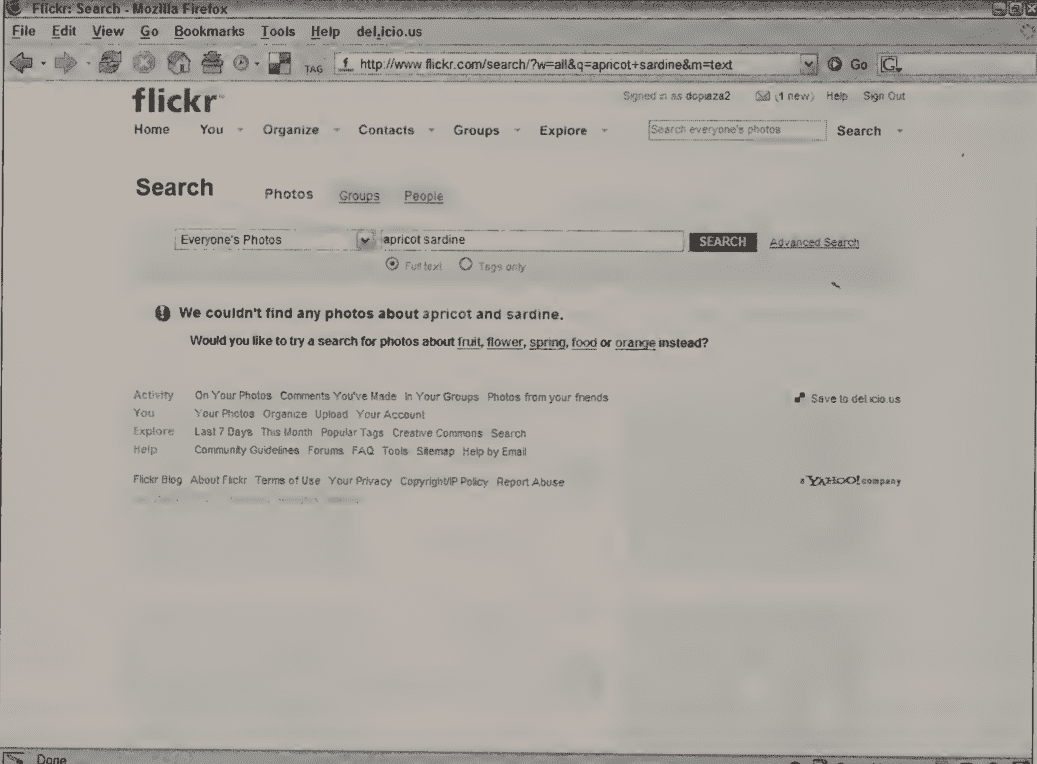 Flickr: Search - Mozilla Firefox
File Edit View Go Bookmarks Tools Help del.icio.us
TAG http://www.flickr.com/search/?w=all&q=apricot+sardine&m=text Go G
flickr
Signed in as dopiaza2 (1 new) Help Sign Out
Home You Organize Contacts Groups Explore Search everyone's photos Search
Search Photos Groups People
Everyone's Photos apricot sardine SEARCH Advanced Search
Full text Tags only
We couldn't find any photos about apricot and sardine.
Would you like to try a search for photos about fruit, flower, spring, food or orange instead?
Activity On Your Photos Comments You've Made In Your Groups Photos from your friends
Save to del.icio.us
You Your Photos Organize Upload Your Account
Explore Last 7 Days This Month Popular Tags Creative Commons Search
Help Community Guidelines Forums FAQ Tools Sitemap Help by Email
Flickr Blog About Flickr Terms of Use Your Privacy Copyright/IP Policy Report Abuse
a YAHOO! company
Done